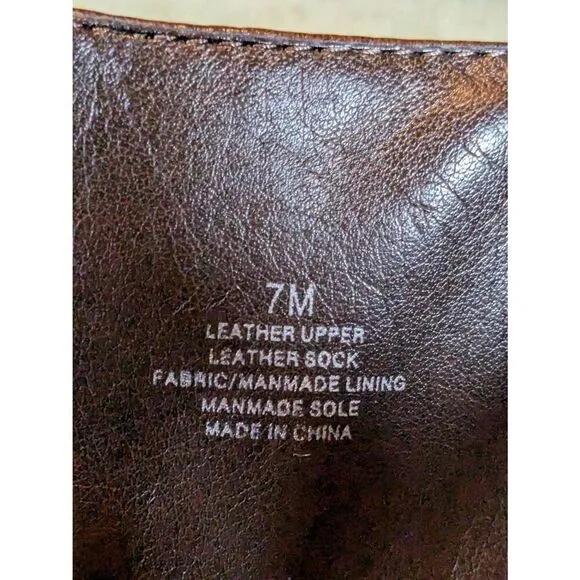 7M
LEATHER UPPER
LEATHER SOCK
FABRIC/MANMADE LINING
MANMADE SOLE
MADE IN CHINA